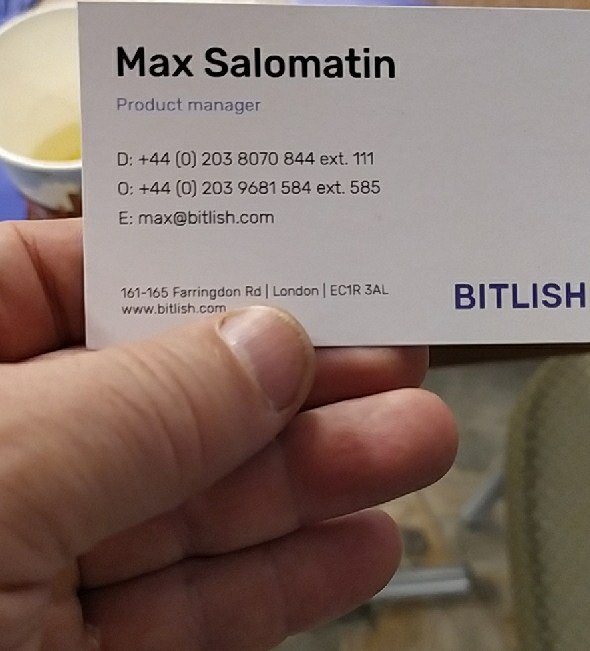 Max Salomatin
Product manager
D: +44 (0) 203 8070 844 ext. 111
O: +44 (0) 203 9681 584 ext. 585
E: max@bitlish.com
161-165 Farringdon Rd | London | EC1R 3AL
www.bitlish.com
BITLISH